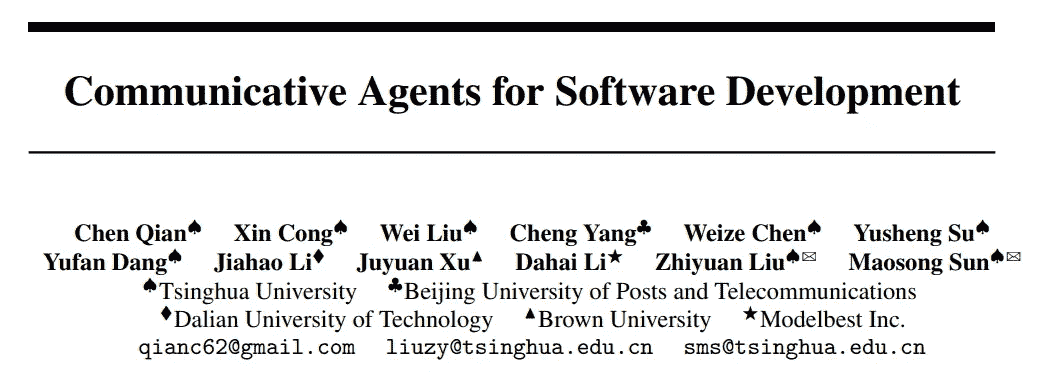 Communicative Agents for Software Development
Chen Qian♠ Xin Cong♠ Wei Liu♠ Cheng Yang♣ Weize Chen♠ Yusheng Su♠
Yufan Dang♠ Jiahao Li♦ Juyuan Xu▲ Dahai Li★ Zhiyuan Liu♠✉ Maosong Sun♠✉
♠Tsinghua University ♣Beijing University of Posts and Telecommunications
♦Dalian University of Technology ▲Brown University ★Modelbest Inc.
qianc62@gmail.com liuzy@tsinghua.edu.cn sms@tsinghua.edu.cn